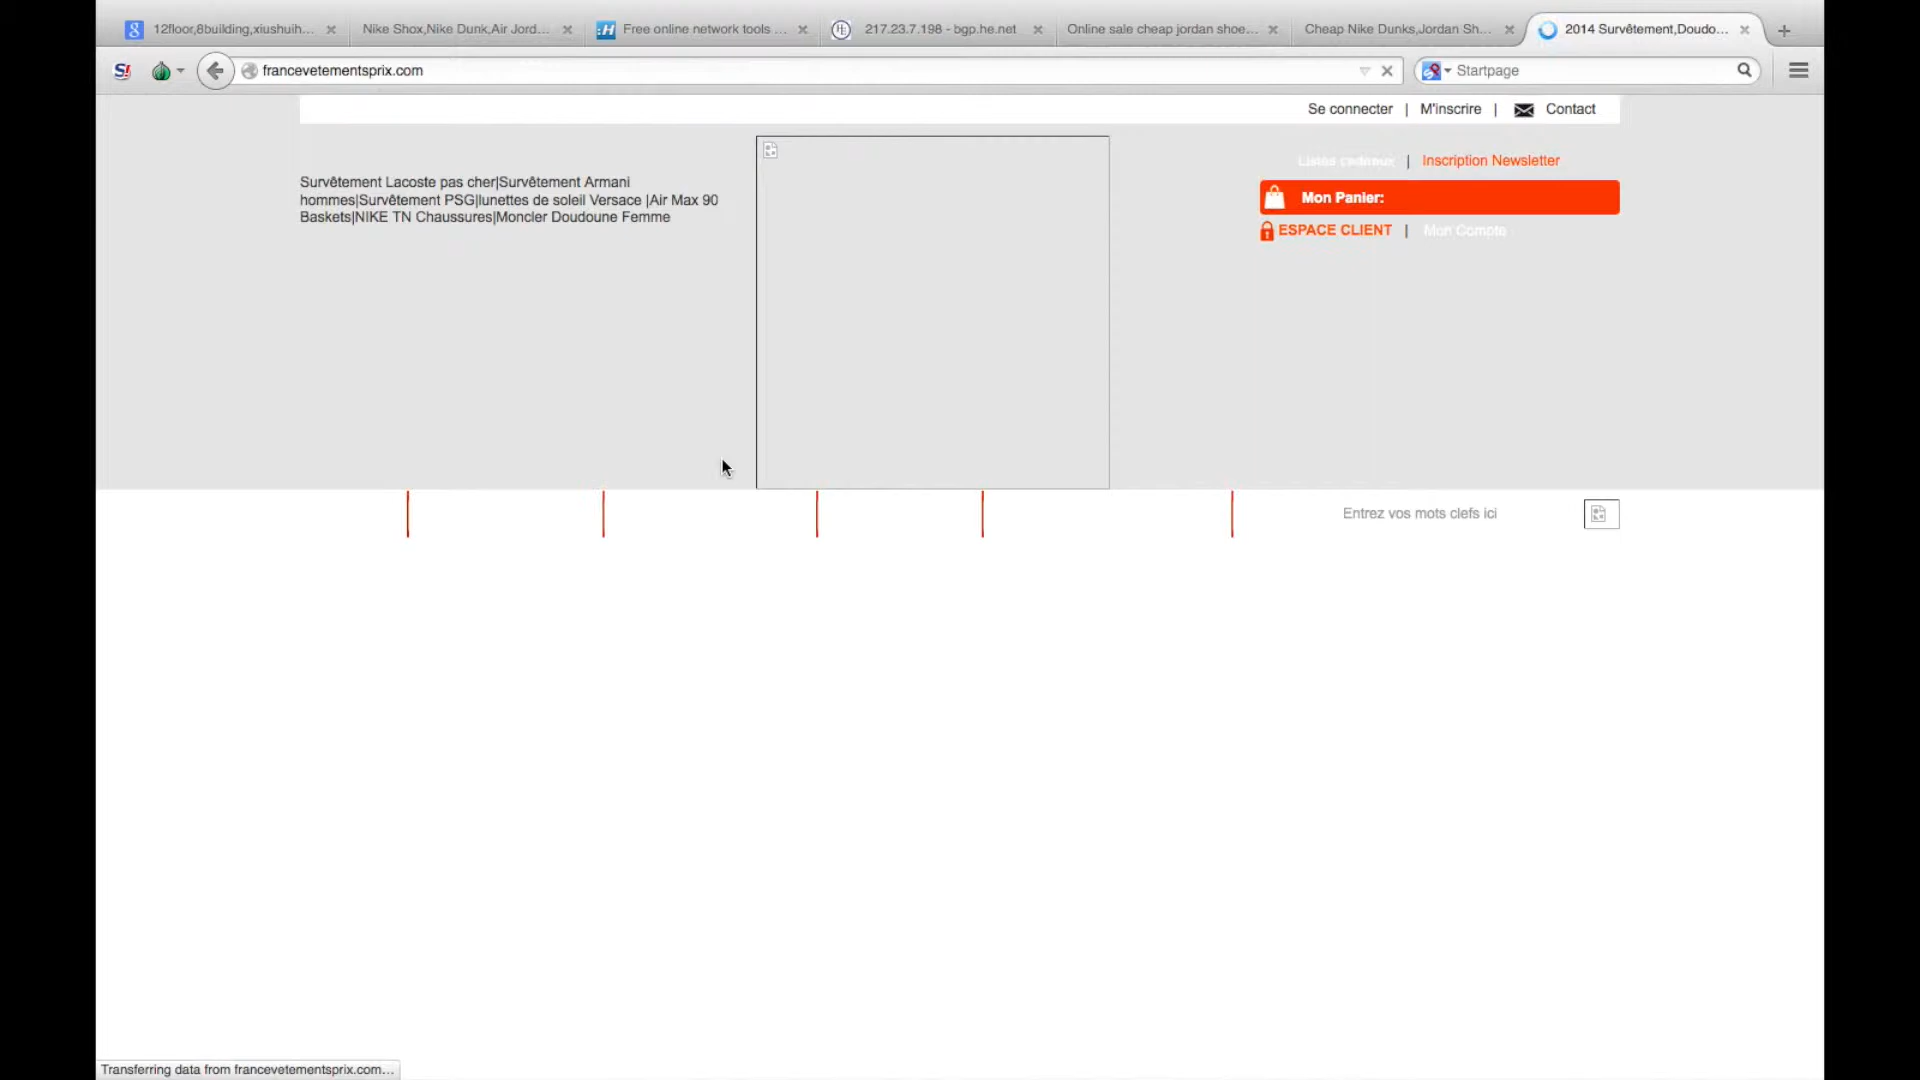 12floor,8building,xiushuih...
Nike Shox,Nike Dunk,Air Jord...
Free online network tools ...
217.23.7.198 - bgp.he.net
Online sale cheap jordan shoe...
Cheap Nike Dunks,Jordan Sh...
2014 Survêtement,Doudo...
francevetementsprix.com
Startpage
Se connecter | M'inscrire | Contact
Listes cadeaux | Inscription Newsletter
Survêtement Lacoste pas cher|Survêtement Armani
hommes|Survêtement PSG|lunettes de soleil Versace |Air Max 90
Baskets|NIKE TN Chaussures|Moncler Doudoune Femme
Mon Panier:
ESPACE CLIENT | Mon Compte
Entrez vos mots clefs ici
Transferring data from francevetementsprix.com...